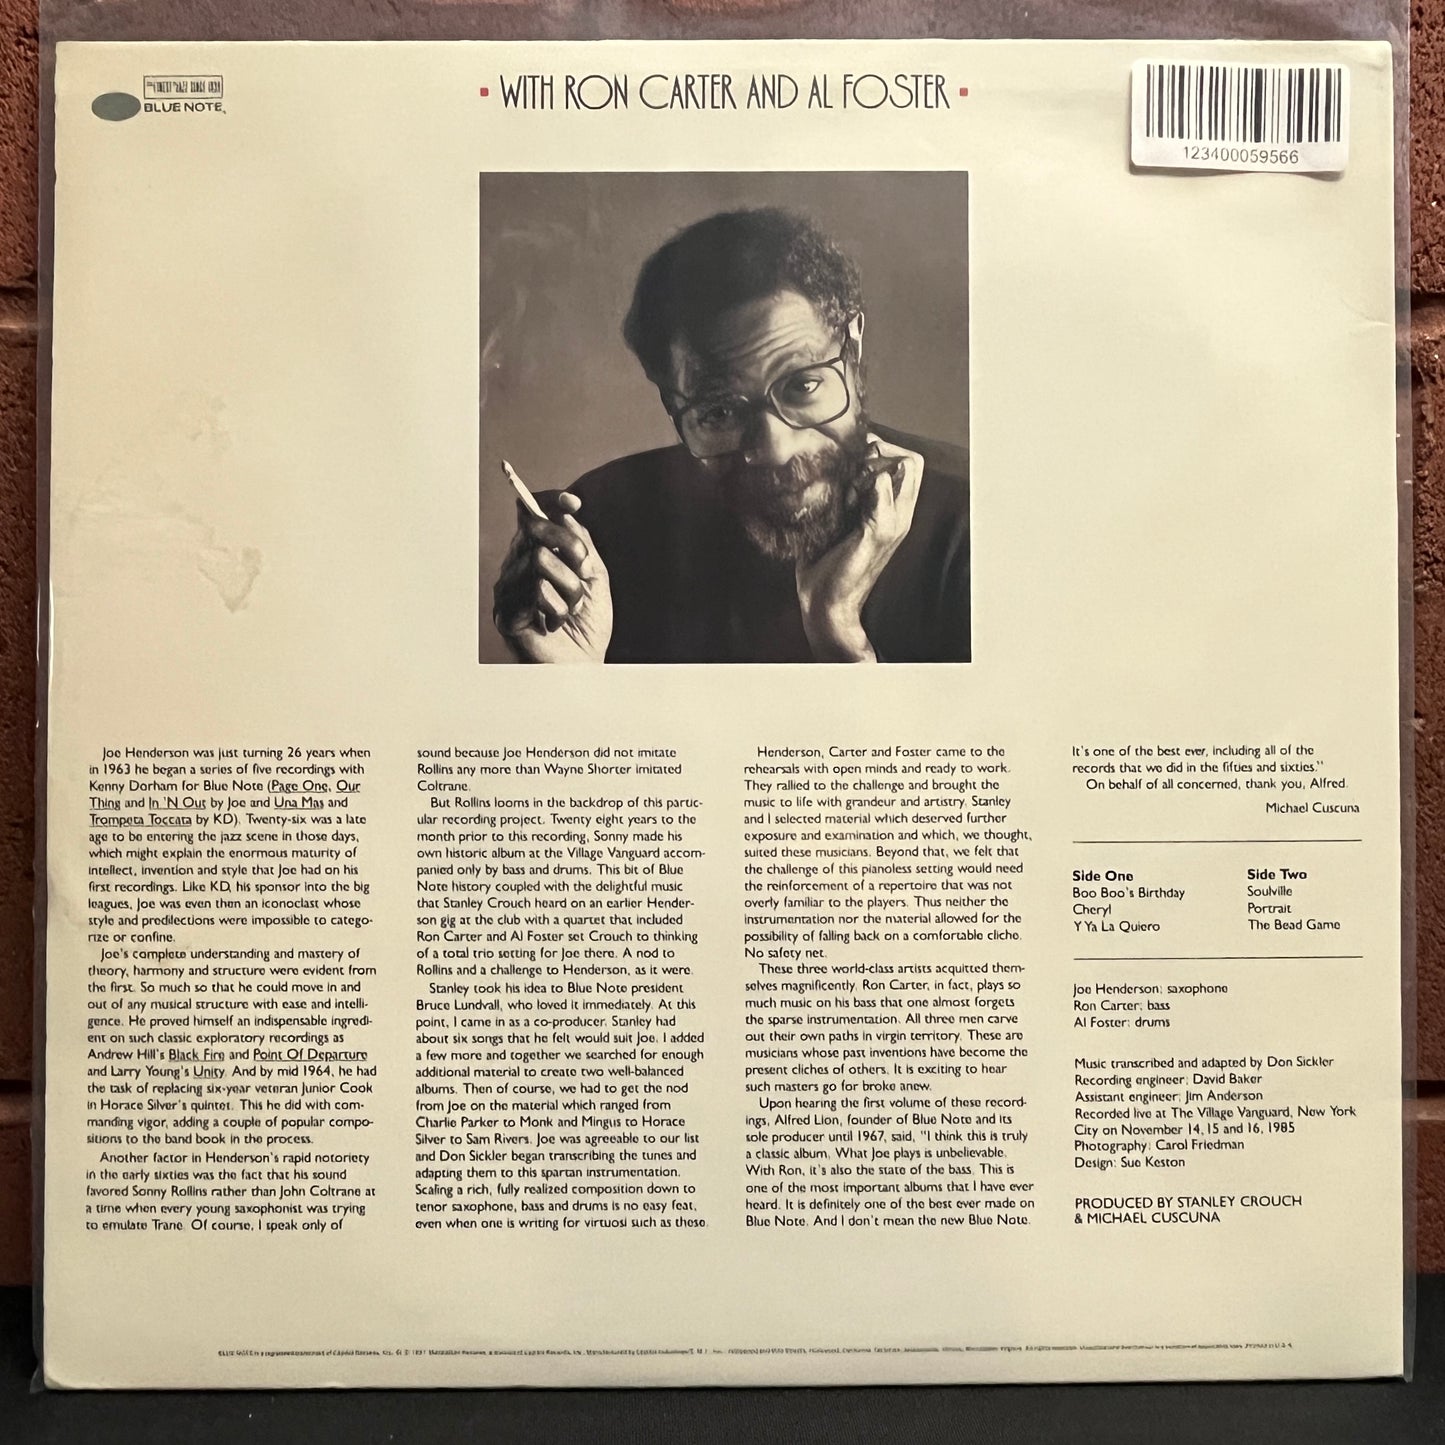 THE FINEST IN JAZZ SINCE 1939
BLUE NOTE
· WITH RON CARTER AND AL FOSTER ·
123400059566
Joe Henderson was just turning 26 years when
in 1963 he began a series of five recordings with
Kenny Dorham for Blue Note (Page One, Our
Thing and In 'N Out by Joe and Una Mas and
Trompeta Toccata by KD). Twenty-six was a late
age to be entering the jazz scene in those days,
which might explain the enormous maturity of
intellect, invention and style that Joe had on his
first recordings. Like KD, his sponsor into the big
leagues, Joe was even then an iconoclast whose
style and predilections were impossible to catego-
rize or confine.
Joe's complete understanding and mastery of
theory, harmony and structure were evident from
the first. So much so that he could move in and
out of any musical structure with ease and intelli-
gence. He proved himself an indispensable ingredi-
ent on such classic exploratory recordings as
Andrew Hill's Black Fire and Point Of Departure
and Larry Young's Unity. And by mid 1964, he had
the task of replacing six-year veteran Junior Cook
in Horace Silver's quintet. This he did with com-
manding vigor, adding a couple of popular compo-
sitions to the band book in the process.
Another factor in Henderson's rapid notoriety
in the early sixties was the fact that his sound
favored Sonny Rollins rather than John Coltrane at
a time when every young saxophonist was trying
to emulate Trane. Of course, I speak only of
sound because Joe Henderson did not imitate
Rollins any more than Wayne Shorter imitated
Coltrane.
But Rollins looms in the backdrop of this partic-
ular recording project. Twenty eight years to the
month prior to this recording, Sonny made his
own historic album at the Village Vanguard accom-
panied only by bass and drums. This bit of Blue
Note history coupled with the delightful music
that Stanley Crouch heard on an earlier Hender-
son gig at the club with a quartet that included
Ron Carter and Al Foster set Crouch to thinking
of a total trio setting for Joe there. A nod to
Rollins and a challenge to Henderson, as it were.
Stanley took his idea to Blue Note president
Bruce Lundvall, who loved it immediately. At this
point, I came in as a co-producer. Stanley had
about six songs that he felt would suit Joe. I added
a few more and together we searched for enough
additional material to create two well-balanced
albums. Then of course, we had to get the nod
from Joe on the material which ranged from
Charlie Parker to Monk and Mingus to Horace
Silver to Sam Rivers. Joe was agreeable to our list
and Don Sickler began transcribing the tunes and
adapting them to this spartan instrumentation.
Scaling a rich, fully realized composition down to
tenor saxophone, bass and drums is no easy feat,
even when one is writing for virtuosi such as these.
Henderson, Carter and Foster came to the
rehearsals with open minds and ready to work.
They rallied to the challenge and brought the
music to life with grandeur and artistry. Stanley
and I selected material which deserved further
exposure and examination and which, we thought,
suited these musicians. Beyond that, we felt that
the challenge of this pianoless setting would need
the reinforcement of a repertoire that was not
overly familiar to the players. Thus neither the
instrumentation nor the material allowed for the
possibility of falling back on a comfortable cliche.
No safety net.
These three world-class artists acquitted them-
selves magnificently. Ron Carter, in fact, plays so
much music on his bass that one almost forgets
the sparse instrumentation. All three men carve
out their own paths in virgin territory. These are
musicians whose past inventions have become the
present cliches of others. It is exciting to hear
such masters go for broke anew.
Upon hearing the first volume of these record-
ings, Alfred Lion, founder of Blue Note and its
sole producer until 1967, said, "I think this is truly
a classic album. What Joe plays is unbelievable.
With Ron, it's also the state of the bass. This is
one of the most important albums that I have ever
heard. It is definitely one of the best ever made on
Blue Note. And I don't mean the new Blue Note.
It's one of the best ever, including all of the
records that we did in the fifties and sixties."
On behalf of all concerned, thank you, Alfred.
Michael Cuscuna
Side One
Boo Boo's Birthday
Cheryl
Y Ya La Quiero
Side Two
Soulville
Portrait
The Bead Game
Joe Henderson: saxophone
Ron Carter: bass
Al Foster: drums
Music transcribed and adapted by Don Sickler
Recording engineer: David Baker
Assistant engineer: Jim Anderson
Recorded live at The Village Vanguard, New York
City on November 14, 15 and 16, 1985
Photography: Carol Friedman
Design: Sue Keston
PRODUCED BY STANLEY CROUCH
& MICHAEL CUSCUNA